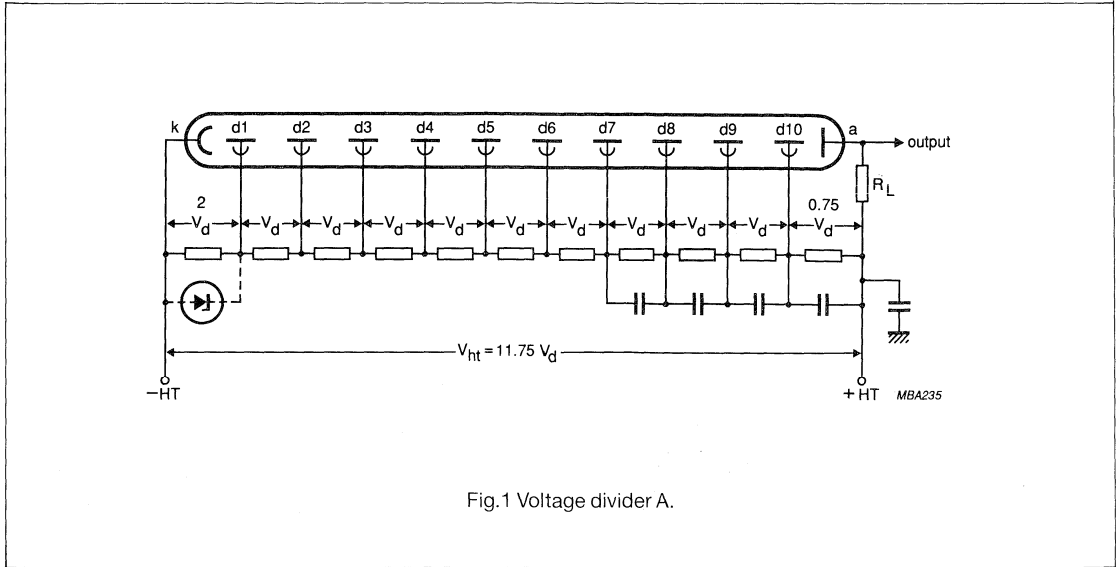 k d1 d2 d3 d4 d5 d6 d7 d8 d9 d10 a
output
R_L
2 0.75
V_d V_d V_d V_d V_d V_d V_d V_d V_d V_d V_d
V_ht = 11.75 V_d
−HT + HT MBA235
Fig.1 Voltage divider A.